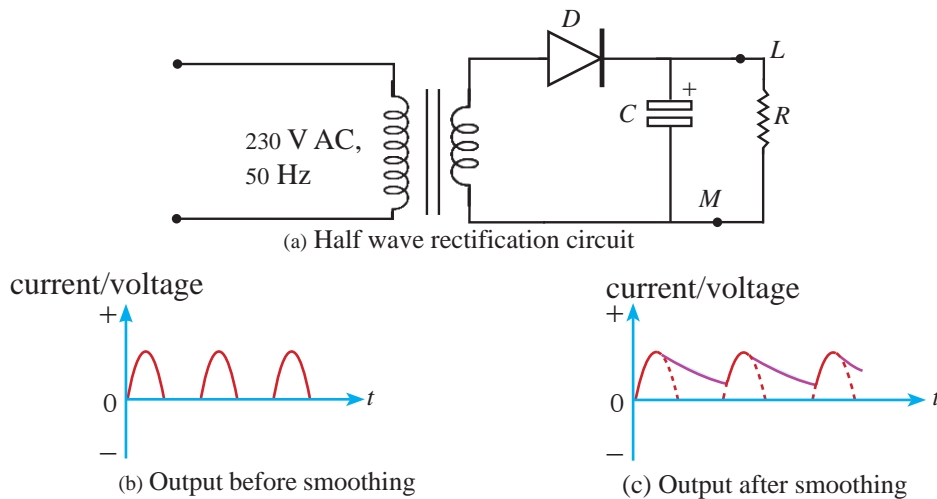 D
L
+
C
R
230 V AC,
50 Hz
M
(a) Half wave rectification circuit
current/voltage
+
0
t
−
(b) Output before smoothing
current/voltage
+
0
t
−
(c) Output after smoothing